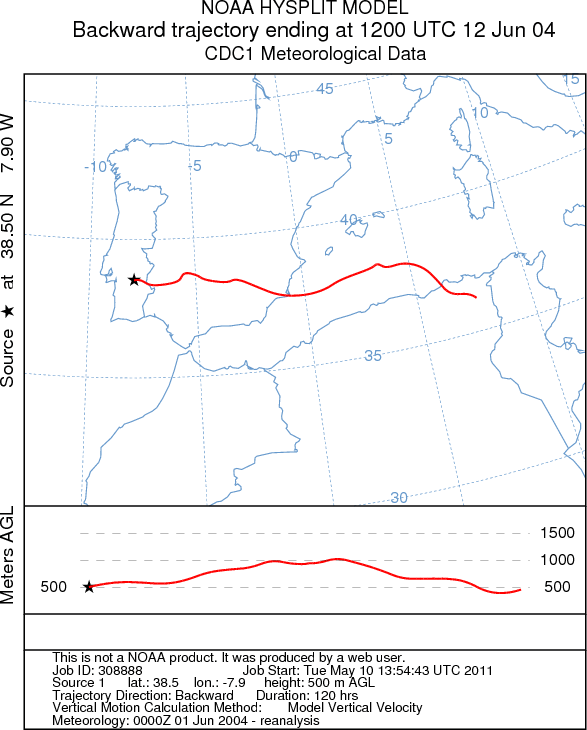 NOAA HYSPLIT MODEL
Backward trajectory ending at 1200 UTC 12 Jun 04
CDC1 Meteorological Data
Source ★ at 38.50 N 7.90 W
45
15
10
5
0
-5
-10
40
35
30
Meters AGL
1500
1000
500
500
This is not a NOAA product. It was produced by a web user.
Job ID: 308888 Job Start: Tue May 10 13:54:43 UTC 2011
Source 1 lat.: 38.5 lon.: -7.9 height: 500 m AGL
Trajectory Direction: Backward Duration: 120 hrs
Vertical Motion Calculation Method: Model Vertical Velocity
Meteorology: 0000Z 01 Jun 2004 - reanalysis